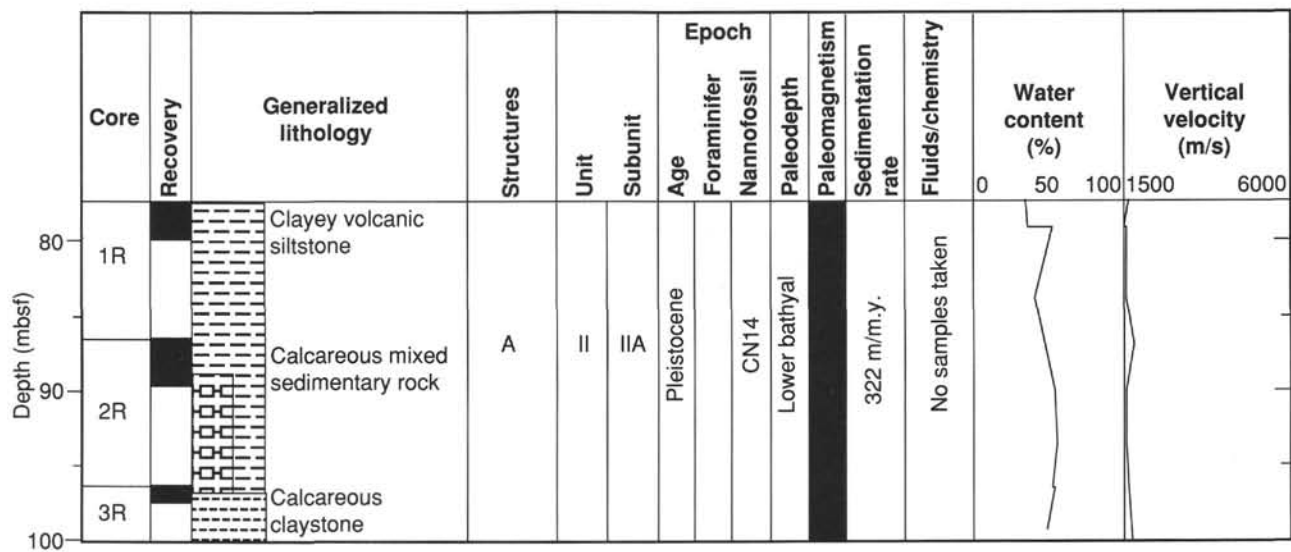 Epoch
Core
Recovery
Generalized
lithology
Structures
Unit
Subunit
Age
Foraminifer
Nannofossil
Paleodepth
Paleomagnetism
Sedimentation
rate
Fluids/chemistry
Water
content
(%)
0 50 100
Vertical
velocity
(m/s)
1500 6000
Depth (mbsf)
80
90
100
1R
2R
3R
Clayey volcanic
siltstone
Calcareous mixed
sedimentary rock
Calcareous
claystone
A
II
IIA
Pleistocene
CN14
Lower bathyal
322 m/m.y.
No samples taken